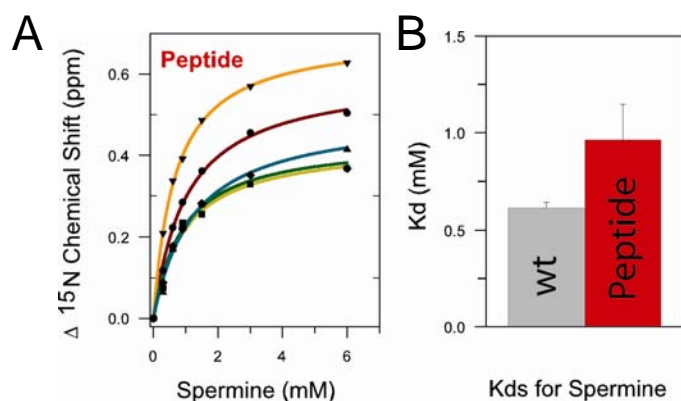 A
Peptide
Δ 15N Chemical Shift (ppm)
0.6
0.4
0.2
0.0
0 2 4 6
Spermine (mM)
B
Kd (mM)
1.5
1.0
0.5
0.0
wt
Peptide
Kds for Spermine